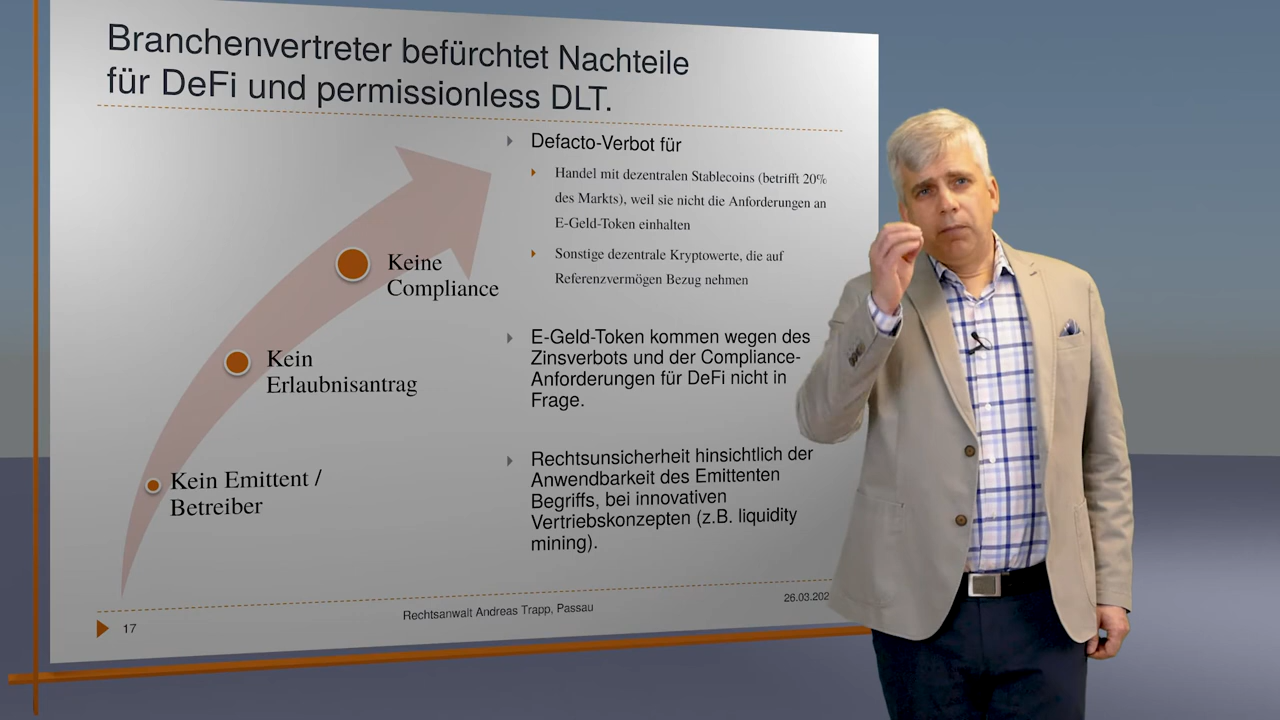 Branchenvertreter befürchtet Nachteile
für DeFi und permissionless DLT.
Keine
Compliance
Kein
Erlaubnisantrag
Kein Emittent /
Betreiber
Defacto-Verbot für
Handel mit dezentralen Stablecoins (betrifft 20%
des Markts), weil sie nicht die Anforderungen an
E-Geld-Token einhalten
Sonstige dezentrale Kryptowerte, die auf
Referenzvermögen Bezug nehmen
E-Geld-Token kommen wegen des
Zinsverbots und der Compliance-
Anforderungen für DeFi nicht in
Frage.
Rechtsunsicherheit hinsichtlich der
Anwendbarkeit des Emittenten
Begriffs, bei innovativen
Vertriebskonzepten (z.B. liquidity
mining).
17
Rechtsanwalt Andreas Trapp, Passau
26.03.202